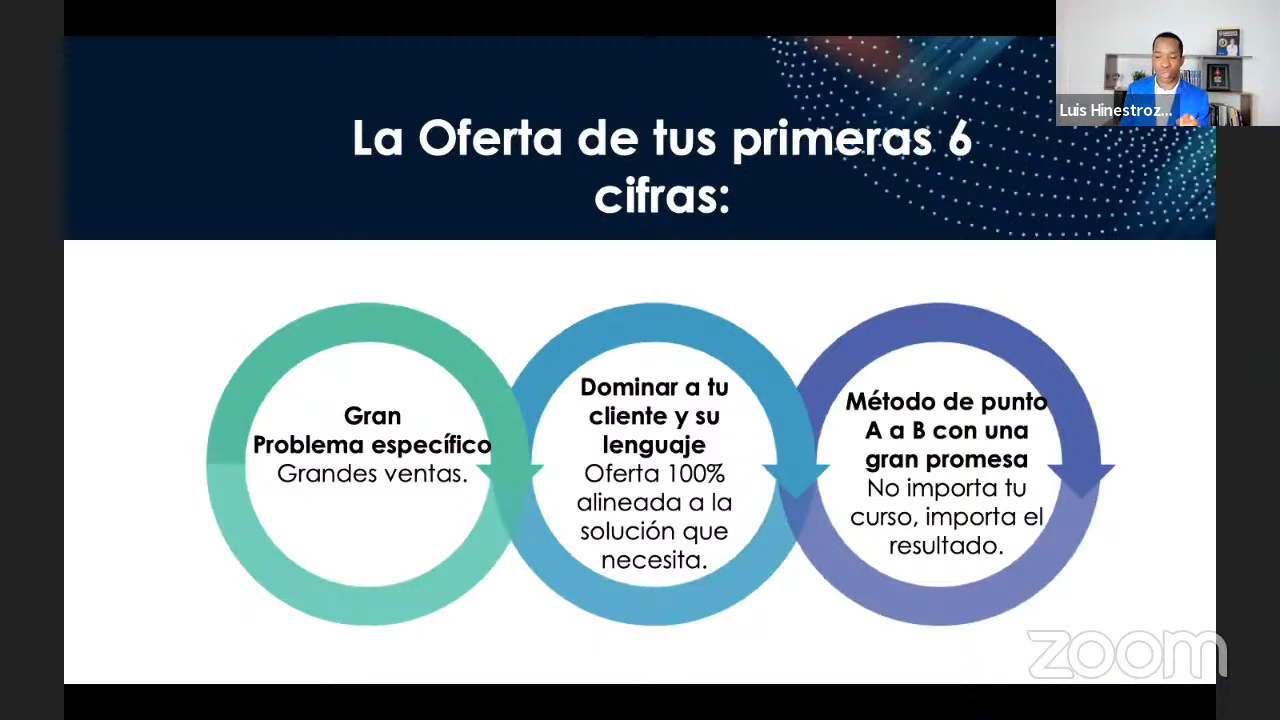 La Oferta de tus primeras 6
cifras:
Luis Hinestroz...
Gran
Problema específico
Grandes ventas.
Dominar a tu
cliente y su
lenguaje
Oferta 100%
alineada a la
solución que
necesita.
Método de punto
A a B con una
gran promesa
No importa tu
curso, importa el
resultado.
zoom